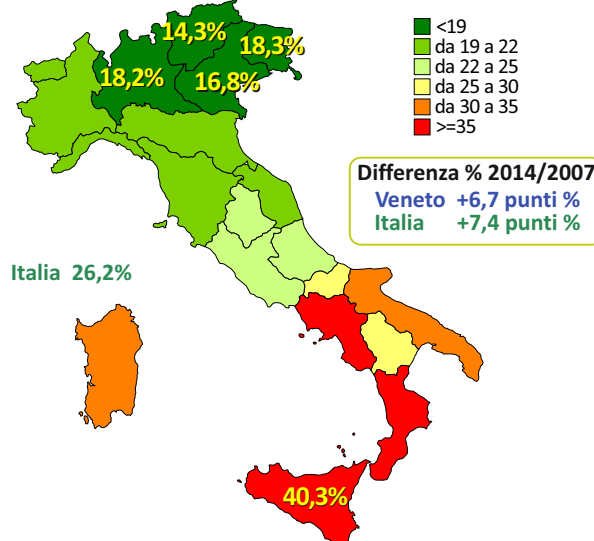 14,3%
18,3%
18,2%
16,8%
<19
da 19 a 22
da 22 a 25
da 25 a 30
da 30 a 35
>=35
Differenza % 2014/2007
Veneto +6,7 punti %
Italia +7,4 punti %
Italia 26,2%
40,3%